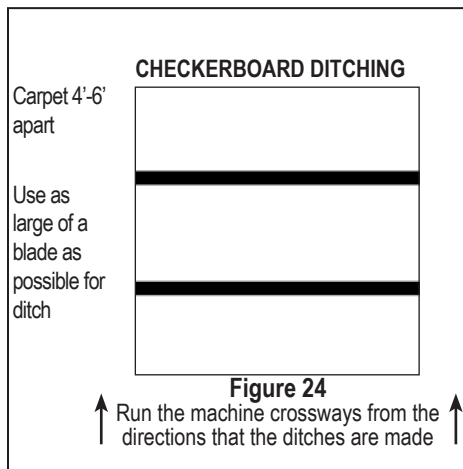 CHECKERBOARD DITCHING
Carpet 4’-6’
apart
Use as
large of a
blade as
possible for
ditch
Figure 24
Run the machine crossways from the
directions that the ditches are made